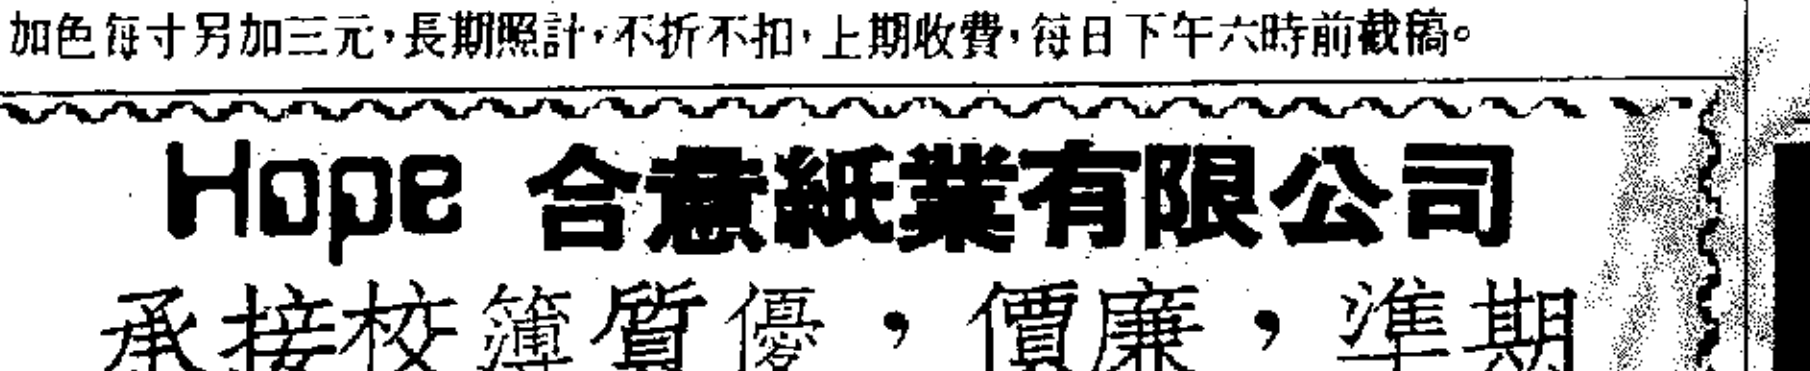 加色每寸另加三元，長期照計，不折不扣，上期收費，每日下午六時前截稿。
Hope 合意紙業有限公司
承接校簿質優，價廉，準期